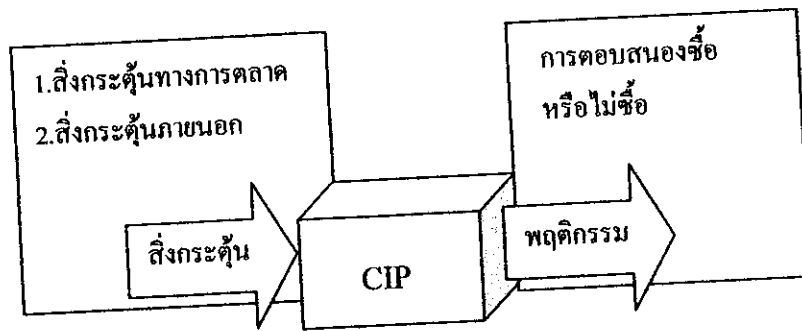 1.สิ่งกระตุ้นทางการตลาด
2.สิ่งกระตุ้นภายนอก
สิ่งกระตุ้น
CIP
การตอบสนองซื้อ
หรือไม่ซื้อ
พฤติกรรม